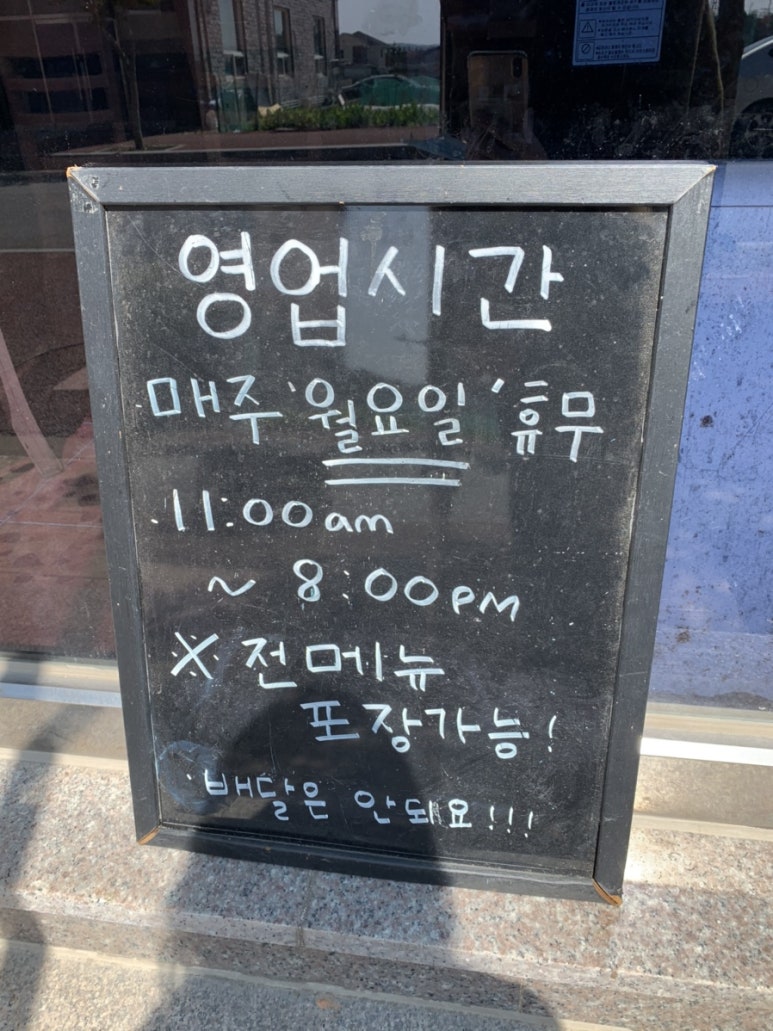 영업시간
매주 '월요일' 휴무
11:00am
~ 8:00PM
※ 전메뉴
포장가능!
배달은 안돼요!!!